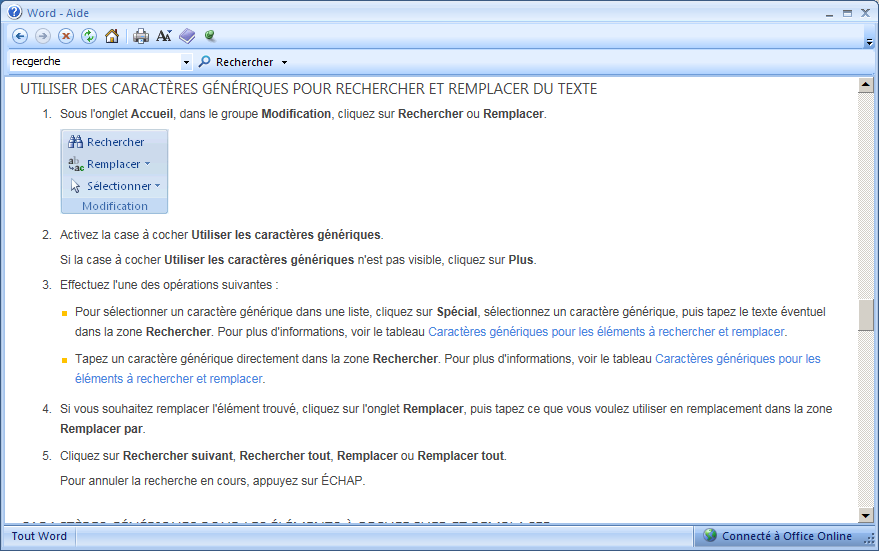 Word - Aide
recgerche
Rechercher
UTILISER DES CARACTÈRES GÉNÉRIQUES POUR RECHERCHER ET REMPLACER DU TEXTE
1. Sous l'onglet Accueil, dans le groupe Modification, cliquez sur Rechercher ou Remplacer.
Rechercher
Remplacer
Sélectionner
Modification
2. Activez la case à cocher Utiliser les caractères génériques.
Si la case à cocher Utiliser les caractères génériques n'est pas visible, cliquez sur Plus.
3. Effectuez l'une des opérations suivantes :
Pour sélectionner un caractère générique dans une liste, cliquez sur Spécial, sélectionnez un caractère générique, puis tapez le texte éventuel
dans la zone Rechercher. Pour plus d'informations, voir le tableau Caractères génériques pour les éléments à rechercher et remplacer.
Tapez un caractère générique directement dans la zone Rechercher. Pour plus d'informations, voir le tableau Caractères génériques pour les
éléments à rechercher et remplacer.
4. Si vous souhaitez remplacer l'élément trouvé, cliquez sur l'onglet Remplacer, puis tapez ce que vous voulez utiliser en remplacement dans la zone
Remplacer par.
5. Cliquez sur Rechercher suivant, Rechercher tout, Remplacer ou Remplacer tout.
Pour annuler la recherche en cours, appuyez sur ÉCHAP.
CARACTÈRES GÉNÉRIQUES POUR LES ÉLÉMENTS À RECHERCHER ET REMPLACER
Tout Word
Connecté à Office Online